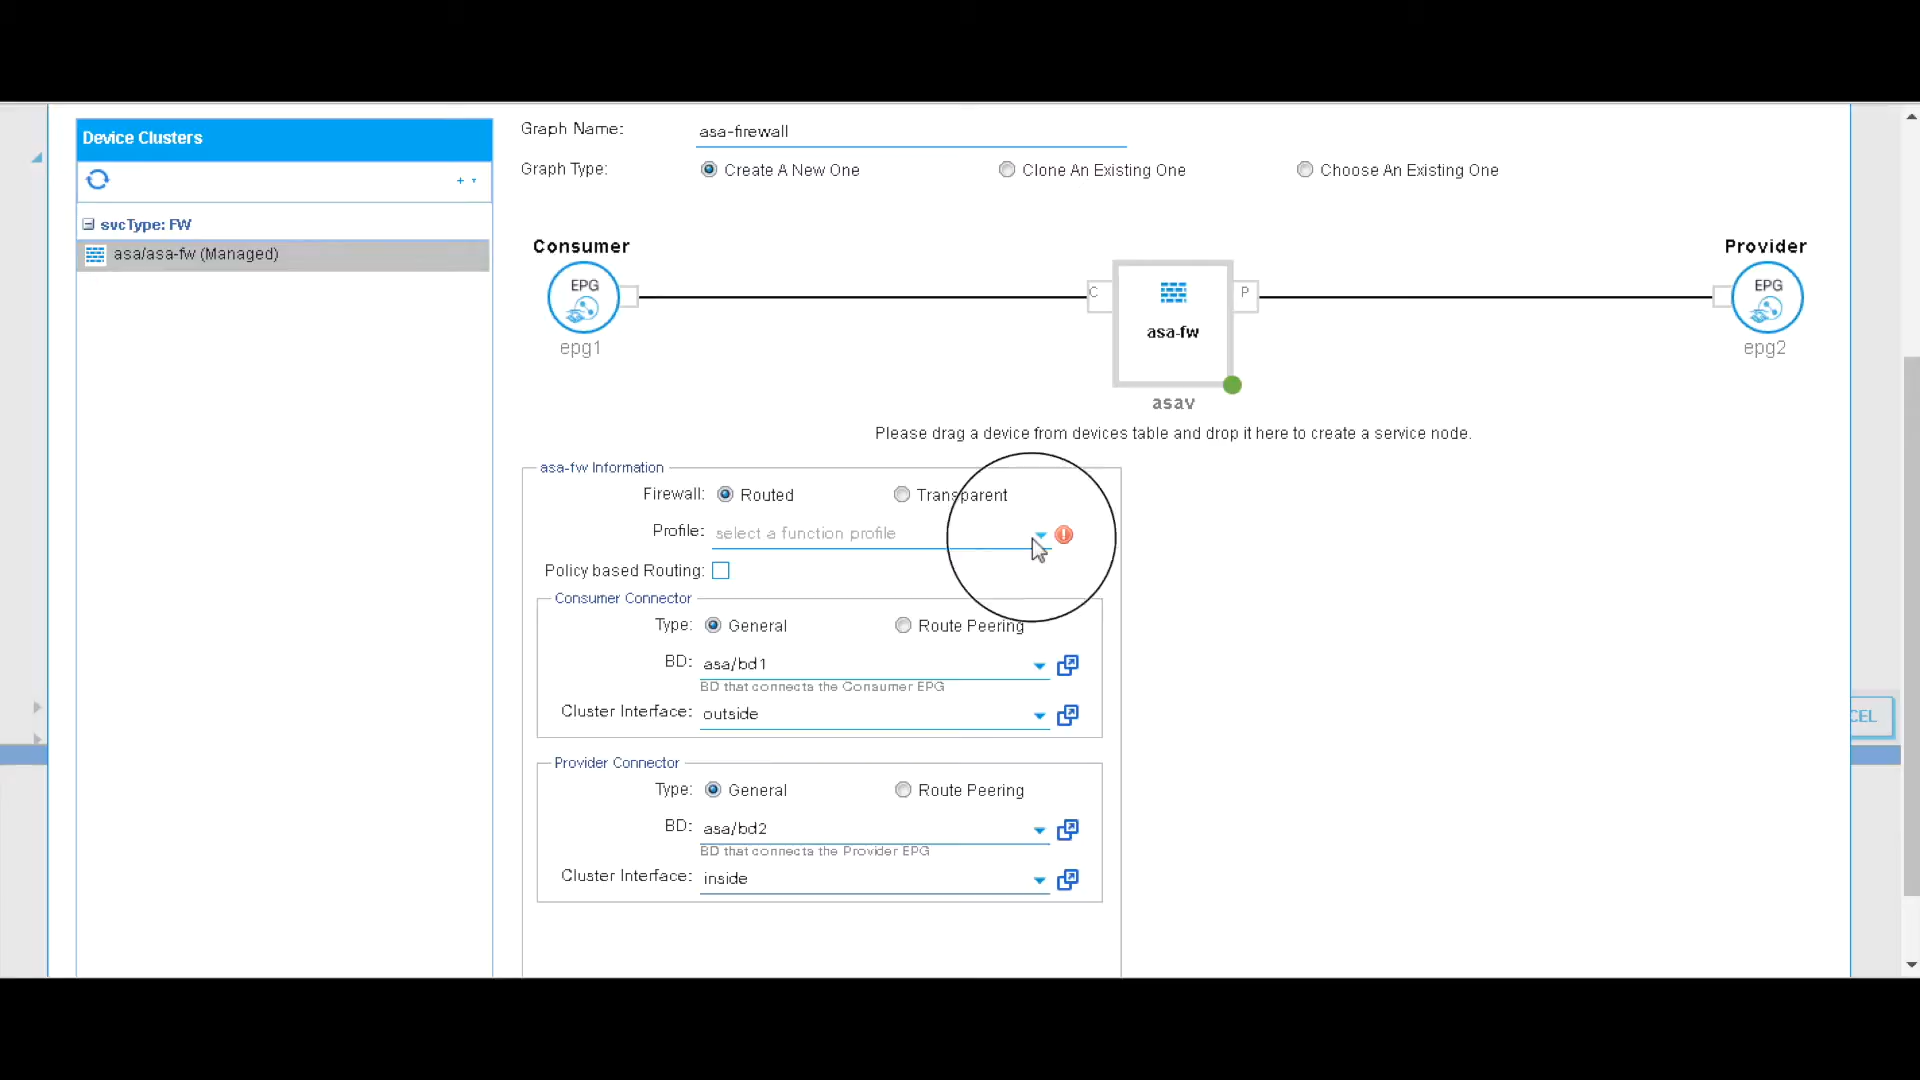 Device Clusters
+
svcType: FW
asa/asa-fw (Managed)
Graph Name: asa-firewall
Graph Type: Create A New One Clone An Existing One Choose An Existing One
Consumer Provider
EPG C P EPG
asa-fw
epg1 epg2
asav
Please drag a device from devices table and drop it here to create a service node.
asa-fw Information
Firewall: Routed Transparent
Profile: select a function profile
Policy based Routing:
Consumer Connector
Type: General Route Peering
BD: asa/bd1
BD that connects the Consumer EPG
Cluster Interface: outside
CEL
Provider Connector
Type: General Route Peering
BD: asa/bd2
BD that connects the Provider EPG
Cluster Interface: inside